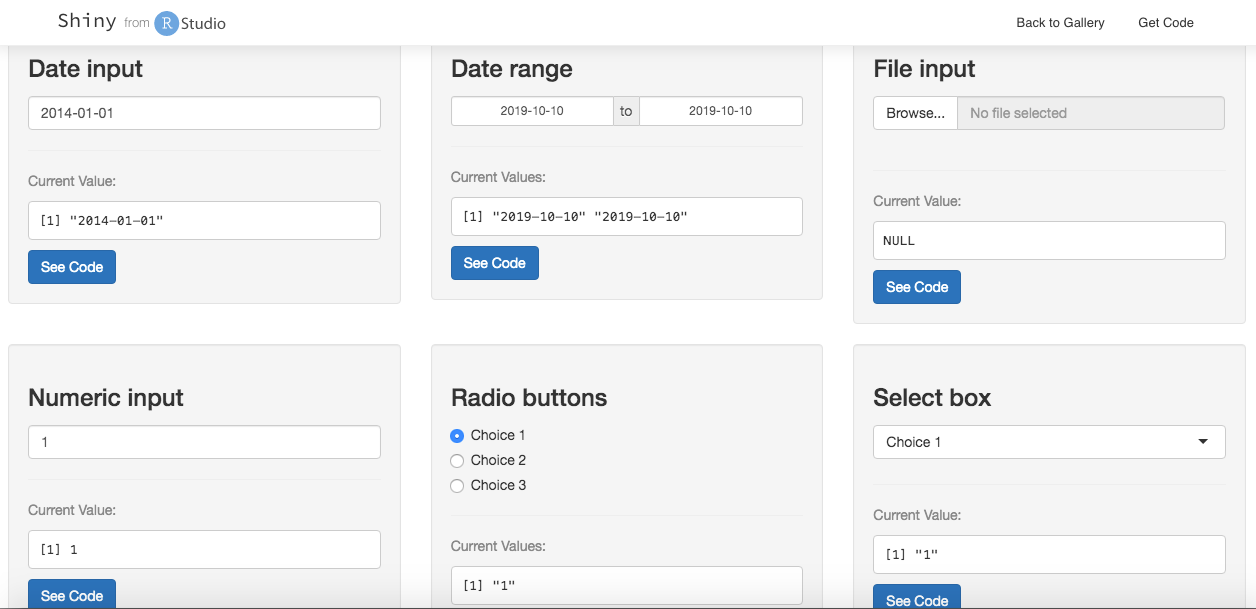 Shiny from R Studio
Back to Gallery
Get Code
Date input
2014-01-01
Current Value:
[1] "2014-01-01"
See Code
Date range
2019-10-10 to 2019-10-10
Current Values:
[1] "2019-10-10" "2019-10-10"
See Code
File input
Browse... No file selected
Current Value:
NULL
See Code
Numeric input
1
Current Value:
[1] 1
See Code
Radio buttons
Choice 1
Choice 2
Choice 3
Current Values:
[1] "1"
Select box
Choice 1
Current Value:
[1] "1"
See Code